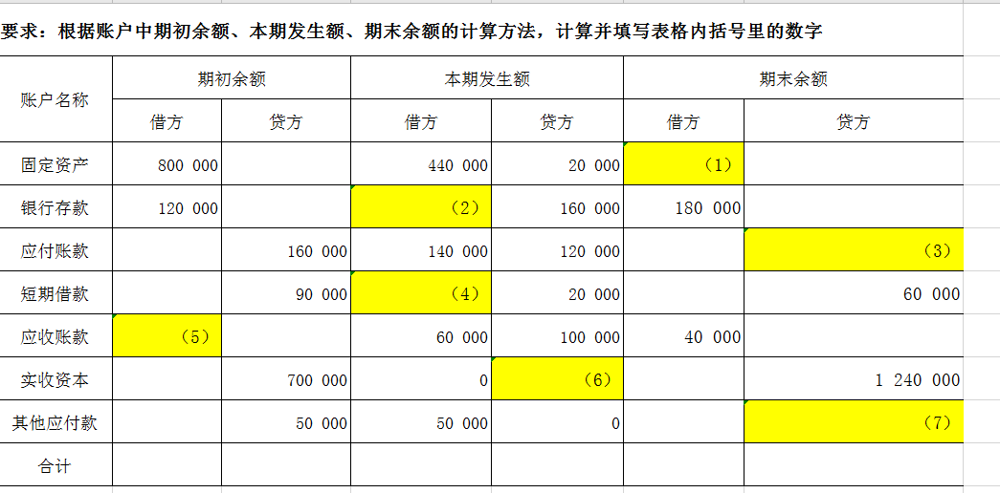 要求：根据账户中期初余额、本期发生额、期末余额的计算方法，计算并填写表格内括号里的数字
账户名称 期初余额 本期发生额 期末余额
借方 贷方 借方 贷方 借方 贷方
固定资产 800 000 440 000 20 000 （1）
银行存款 120 000 （2） 160 000 180 000
应付账款 160 000 140 000 120 000 （3）
短期借款 90 000 （4） 20 000 60 000
应收账款 （5） 60 000 100 000 40 000
实收资本 700 000 0 （6） 1 240 000
其他应付款 50 000 50 000 0 （7）
合计